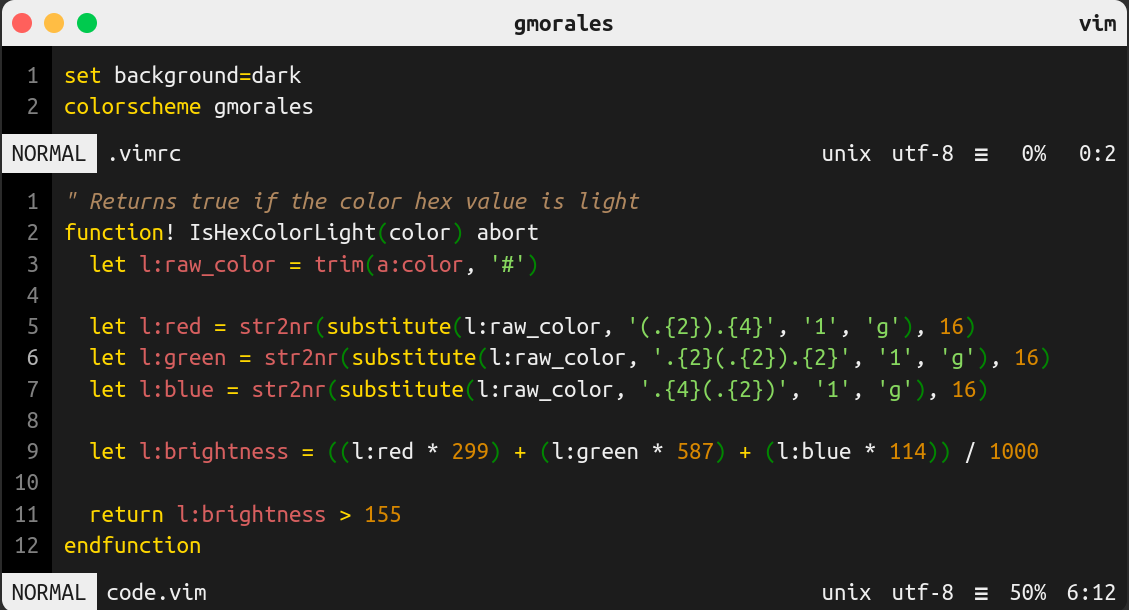 gmorales vim
1 set background=dark
2 colorscheme gmorales
NORMAL .vimrc unix utf-8 ≡ 0% 0:2
1 " Returns true if the color hex value is light
2 function! IsHexColorLight(color) abort
3   let l:raw_color = trim(a:color, '#')
4
5   let l:red = str2nr(substitute(l:raw_color, '(.{2}).{4}', '1', 'g'), 16)
6   let l:green = str2nr(substitute(l:raw_color, '.{2}(.{2}).{2}', '1', 'g'), 16)
7   let l:blue = str2nr(substitute(l:raw_color, '.{4}(.{2})', '1', 'g'), 16)
8
9   let l:brightness = ((l:red * 299) + (l:green * 587) + (l:blue * 114)) / 1000
10
11   return l:brightness > 155
12 endfunction
NORMAL code.vim unix utf-8 ≡ 50% 6:12